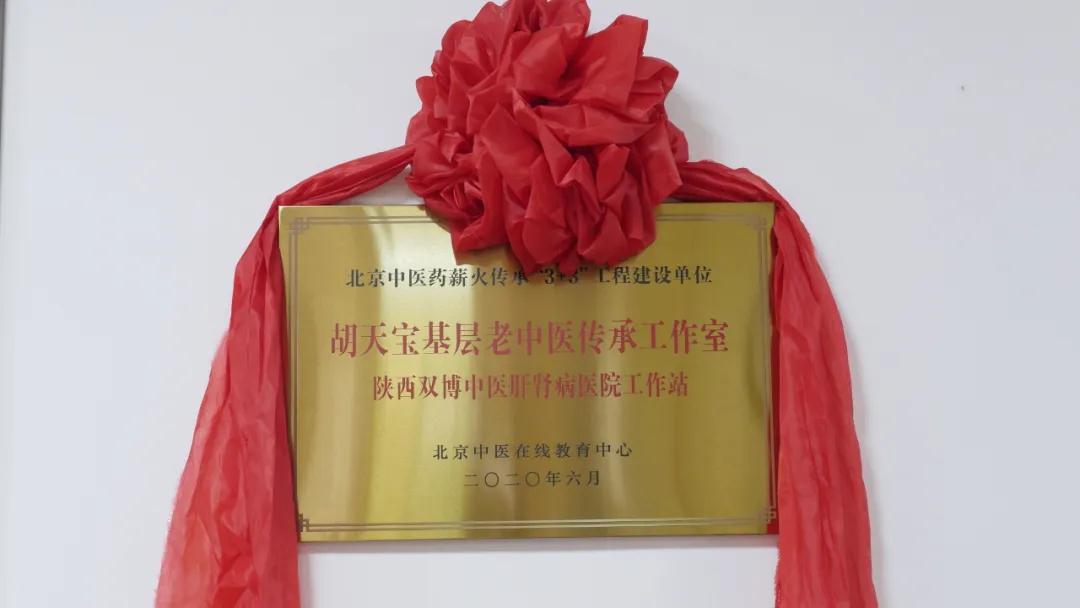 北京中医药薪火传承“3+3”工程建设单位
胡天宝基层老中医传承工作室
陕西双博中医肝肾病医院工作站
北京中医在线教育中心
二〇二〇年六月